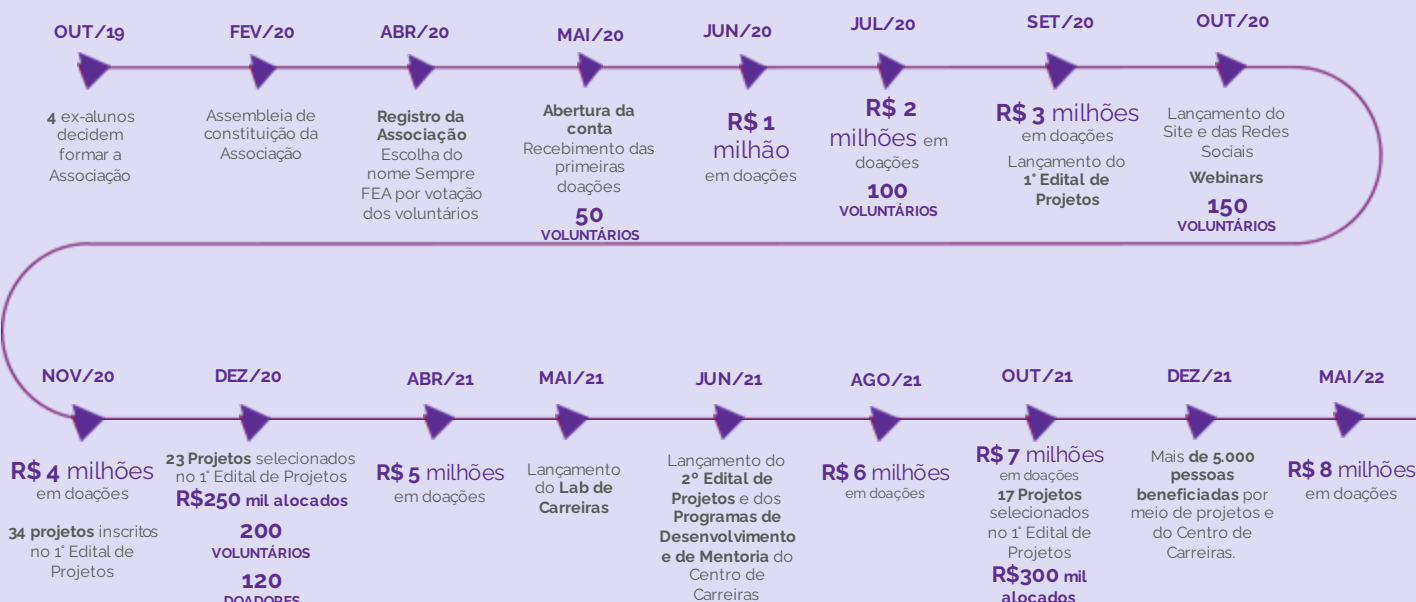 OUT/19
4 ex-alunos
decidem
formar a
Associação
FEV/20
Assembleia de
constituição da
Associação
ABR/20
Registro da
Associação
Escolha do
nome Sempre
FEA por votação
dos voluntários
MAI/20
Abertura da
conta
Recebimento das
primeiras
doações
50
VOLUNTÁRIOS
JUN/20
R$ 1
milhão
em doações
JUL/20
R$ 2
milhões em
doações
100
VOLUNTÁRIOS
SET/20
R$ 3 milhões
em doações
Lançamento do
1° Edital de
Projetos
OUT/20
Lançamento do
Site e das Redes
Sociais
Webinars
150
VOLUNTÁRIOS
NOV/20
R$ 4 milhões
em doações
34 projetos inscritos
no 1° Edital de
Projetos
DEZ/20
23 Projetos selecionados
no 1° Edital de Projetos
R$250 mil alocados
200
VOLUNTÁRIOS
120
DOADORES
ABR/21
R$ 5 milhões
em doações
MAI/21
Lançamento
do Lab de
Carreiras
JUN/21
Lançamento do
2º Edital de
Projetos e dos
Programas de
Desenvolvimento
e de Mentoria do
Centro de
Carreiras
AGO/21
R$ 6 milhões
em doações
OUT/21
R$ 7 milhões
em doações
17 Projetos
selecionados
no 1° Edital de
Projetos
R$300 mil
alocados
DEZ/21
Mais de 5.000
pessoas
beneficiadas por
meio de projetos e
do Centro de
Carreiras.
MAI/22
R$ 8 milhões
em doações